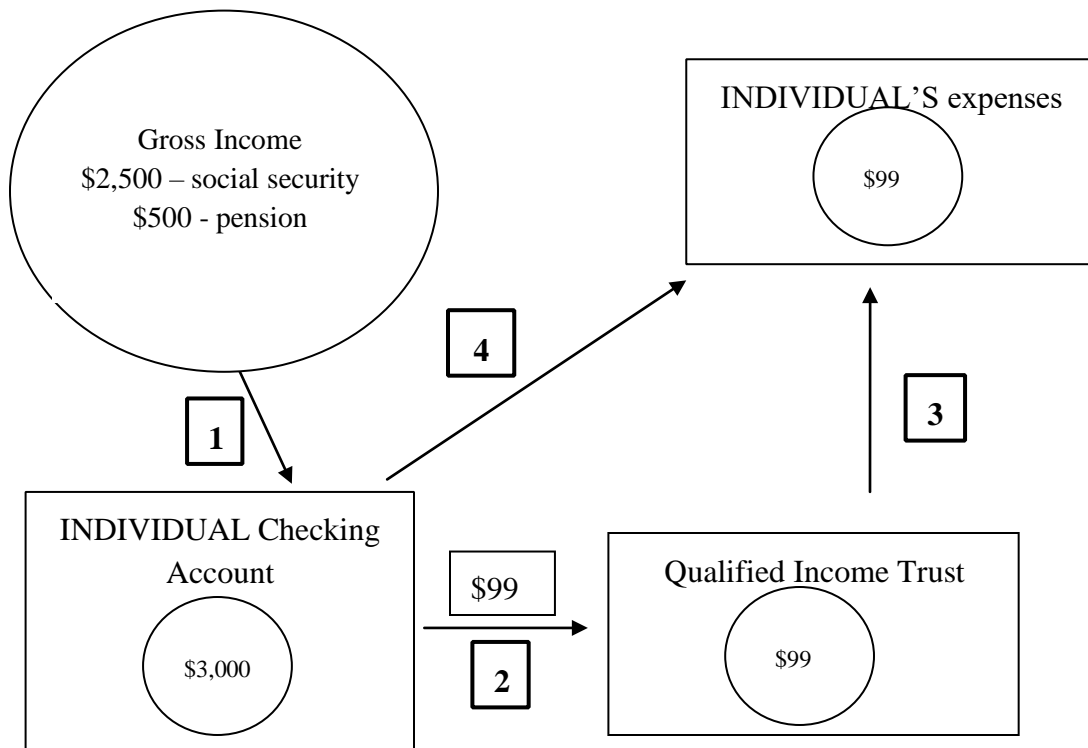 Gross Income
$2,500 – social security
$500 - pension
INDIVIDUAL'S expenses
$99
4
1
3
INDIVIDUAL Checking
Account
$3,000
$99
2
Qualified Income Trust
$99